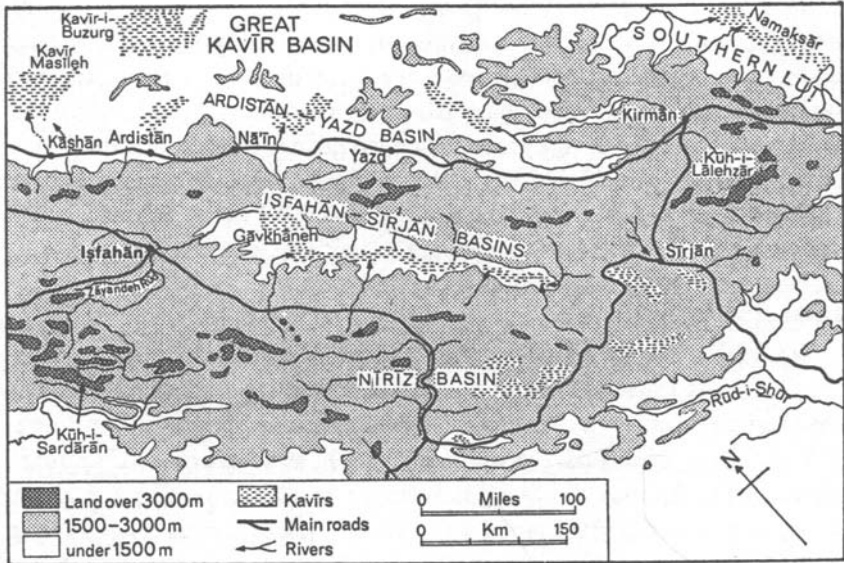 Kavīr-i-
Buzurg
GREAT
KAVĪR BASIN
Kavīr
Masīleh
Namaksār
SOUTHERN LŪT
ARDISTĀN – YAZD BASIN
Kāshān
Ardistān
Nā'īn
Yazd
Kirmān
Kūh-i-
Lālehzār
IṢFAHĀN–SĪRJĀN BASINS
Gāvkhāneh
Iṣfahān
Zāyandeh Rūd
Sīrjān
NĪRĪZ BASIN
Rūd-i-Shūr
Kūh-i-
Sardārān
N
Land over 3000m
1500–3000m
under 1500m
Kavīrs
Main roads
Rivers
0 Miles 100
0 Km 150